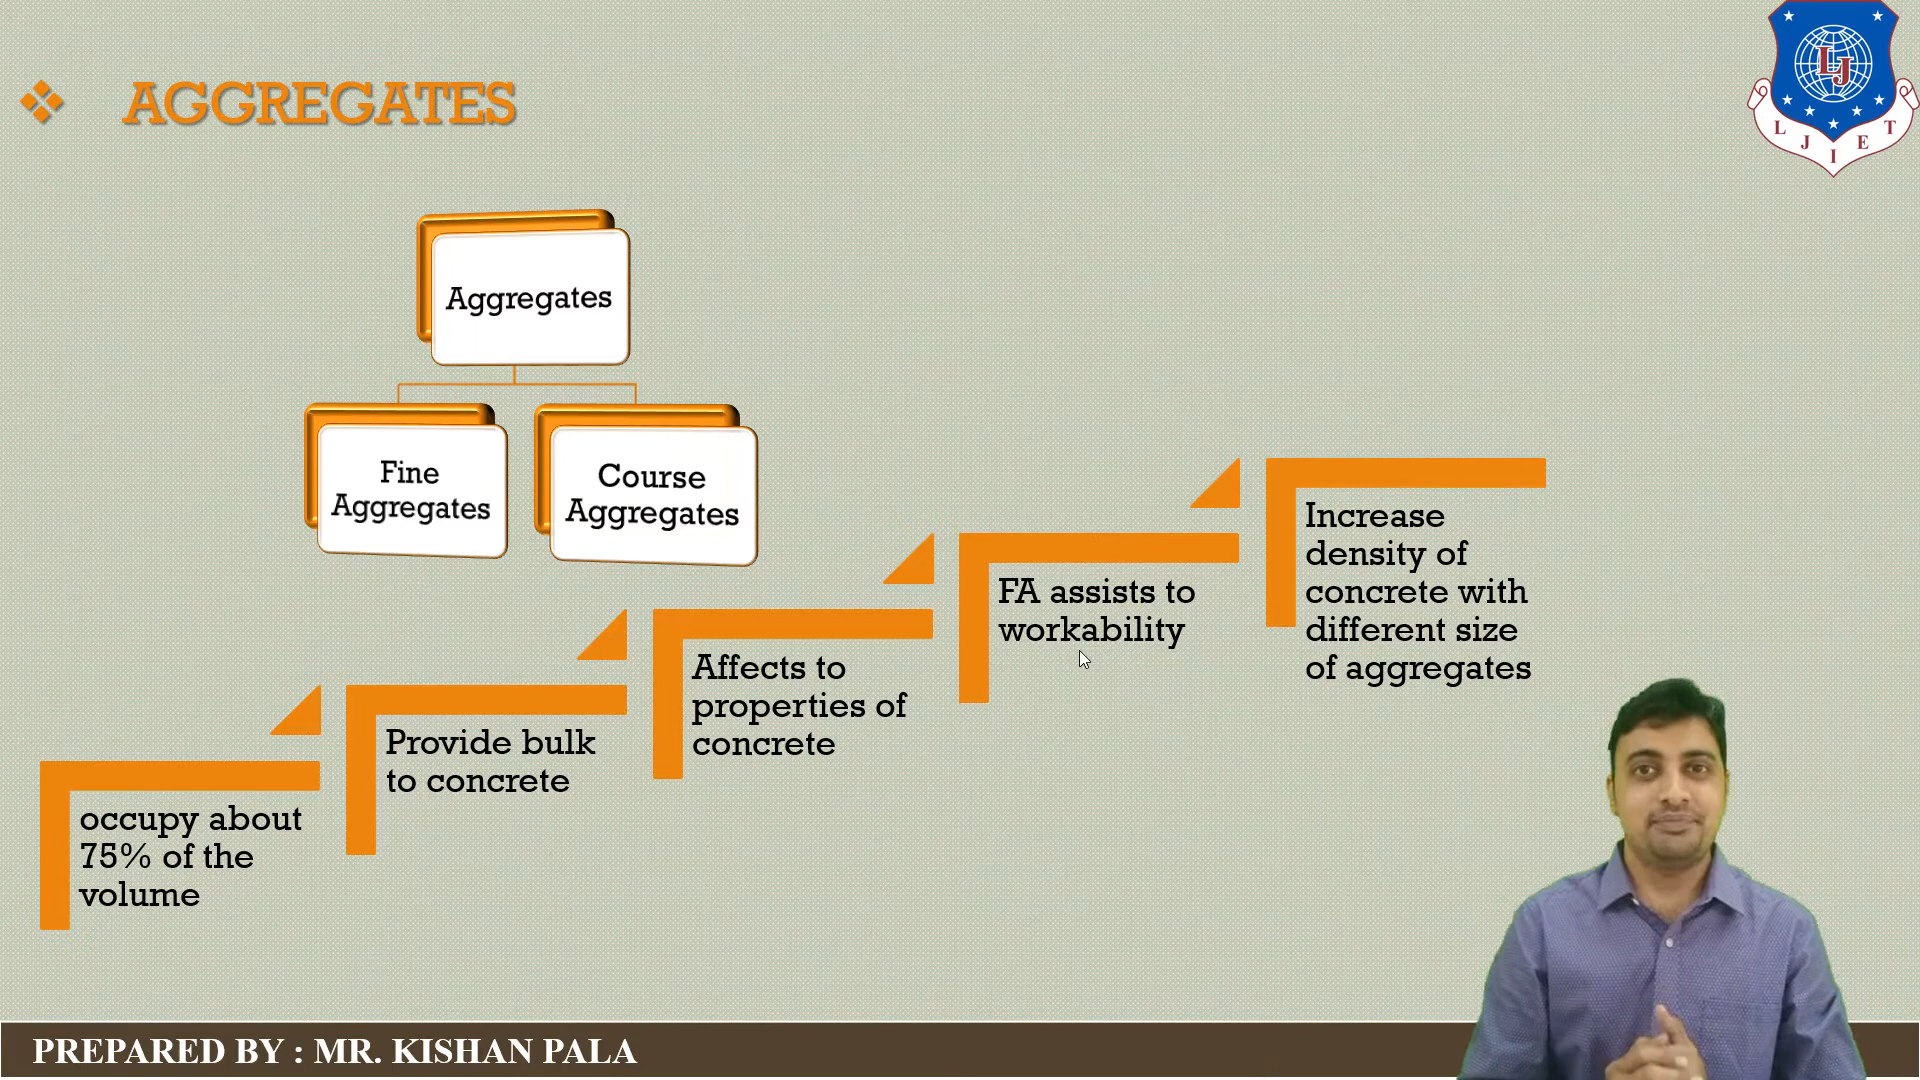 AGGREGATES
L J I E T
LJ
Aggregates
Fine
Aggregates
Course
Aggregates
occupy about
75% of the
volume
Provide bulk
to concrete
Affects to
properties of
concrete
FA assists to
workability
Increase
density of
concrete with
different size
of aggregates
PREPARED BY : MR. KISHAN PALA